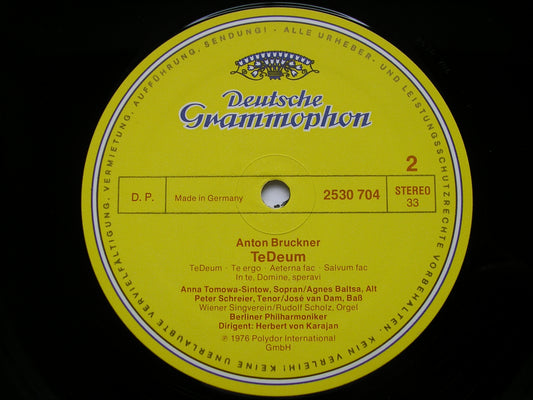 ALLE URHEBER- UND LEISTUNGSSCHUTZRECHTE VORBEHALTEN. KEIN VERLEIH! KEINE UNERLAUBTE VERVIELFÄLTIGUNG, VERMIETUNG, AUFFÜHRUNG, SENDUNG! -
Deutsche
Grammophon
2
D. P.
Made in Germany
2530 704
STEREO
33
Anton Bruckner
TeDeum
TeDeum · Te ergo · Aeterna fac · Salvum fac
In te, Domine, speravi
Anna Tomowa-Sintow, Sopran/Agnes Baltsa, Alt
Peter Schreier, Tenor/José van Dam, Baß
Wiener Singverein/Rudolf Scholz, Orgel
Berliner Philharmoniker
Dirigent: Herbert von Karajan
℗ 1976 Polydor International
GmbH